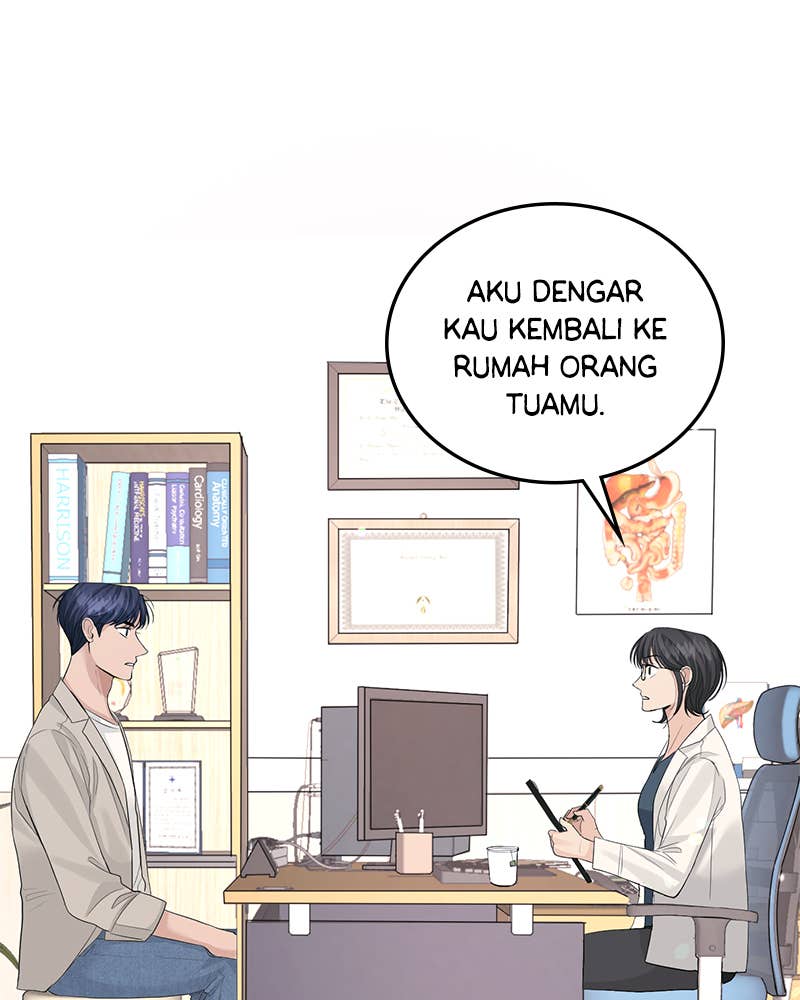 AKU DENGAR
KAU KEMBALI KE
RUMAH ORANG
TUAMU.
HARRISON
Cardiology
Anatomy